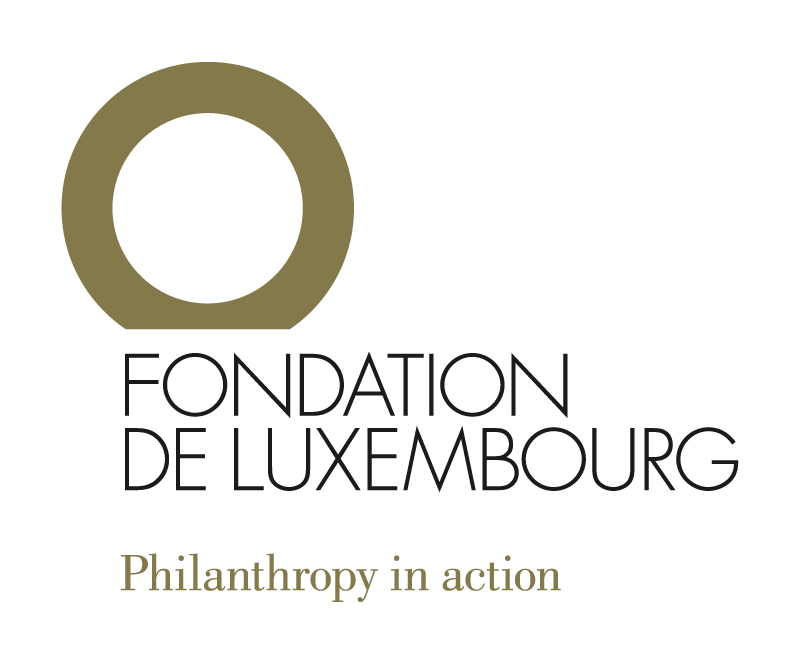 FONDATION
DE LUXEMBOURG
Philanthropy in action